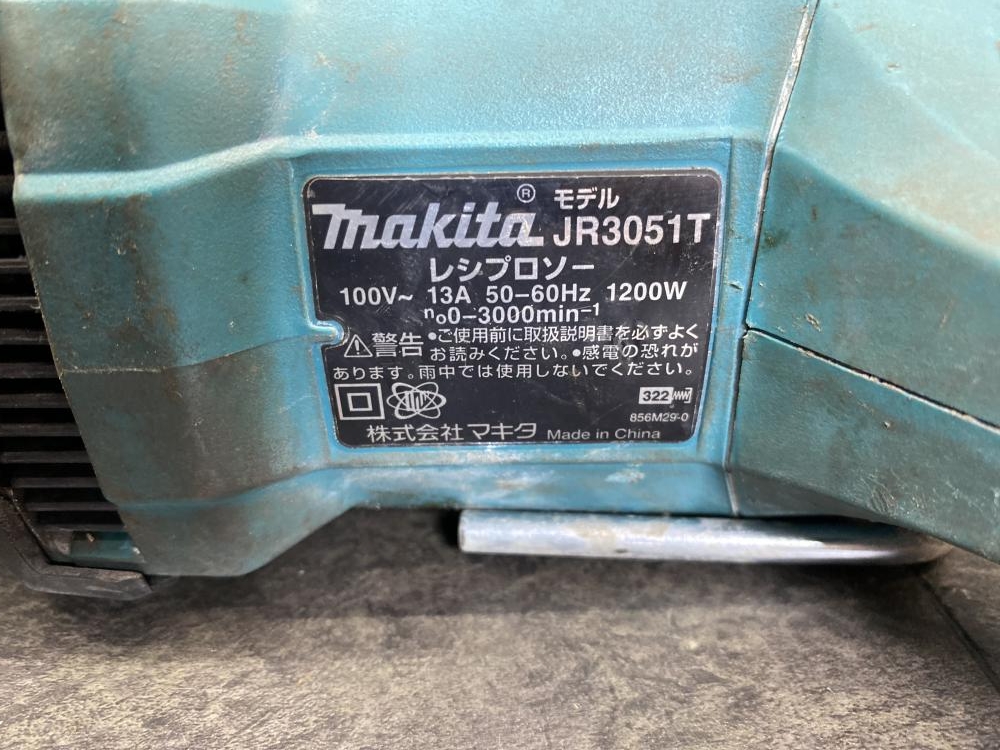 makita® モデル
JR3051T
レシプロソー
100V~ 13A 50-60Hz 1200W
n₀0-3000min⁻¹
⚠警告 •ご使用前に取扱説明書を必ずよく
お読みください。•感電の恐れが
あります。雨中では使用しないでください。
322
856M29-0
株式会社 マキタ Made in China